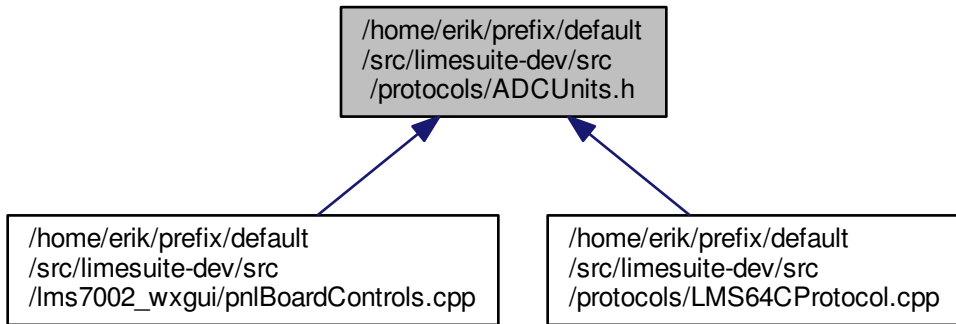 /home/erik/prefix/default
/src/limesuite-dev/src
/protocols/ADCUnits.h
/home/erik/prefix/default
/src/limesuite-dev/src
/lms7002_wxgui/pnlBoardControls.cpp
/home/erik/prefix/default
/src/limesuite-dev/src
/protocols/LMS64CProtocol.cpp